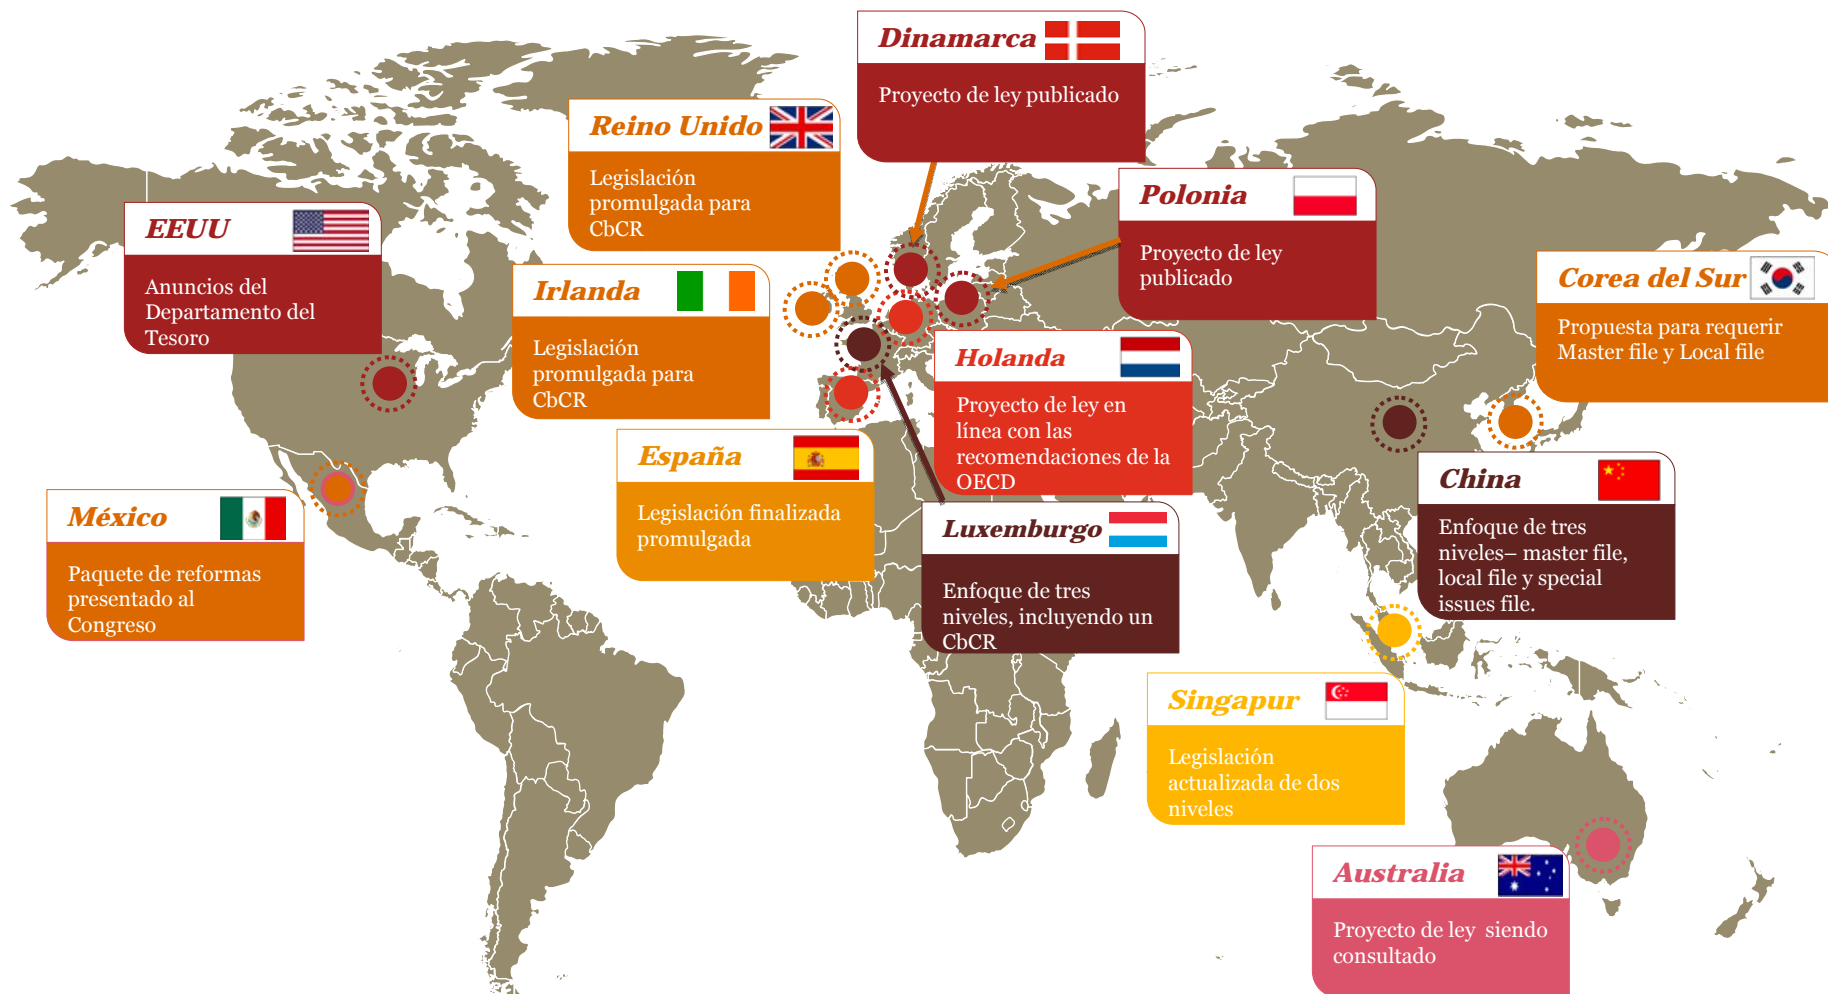 Dinamarca
Proyecto de ley publicado
Reino Unido
Legislación
promulgada para
CbCR
Polonia
Proyecto de ley
publicado
EEUU
Anuncios del
Departamento del
Tesoro
Irlanda
Legislación
promulgada para
CbCR
Corea del Sur
Propuesta para requerir
Master file y Local file
Holanda
Proyecto de ley en
línea con las
recomendaciones de la
OECD
España
Legislación finalizada
promulgada
China
Enfoque de tres
niveles– master file,
local file y special
issues file.
México
Paquete de reformas
presentado al
Congreso
Luxemburgo
Enfoque de tres
niveles, incluyendo un
CbCR
Singapur
Legislación
actualizada de dos
niveles
Australia
Proyecto de ley  siendo
consultado